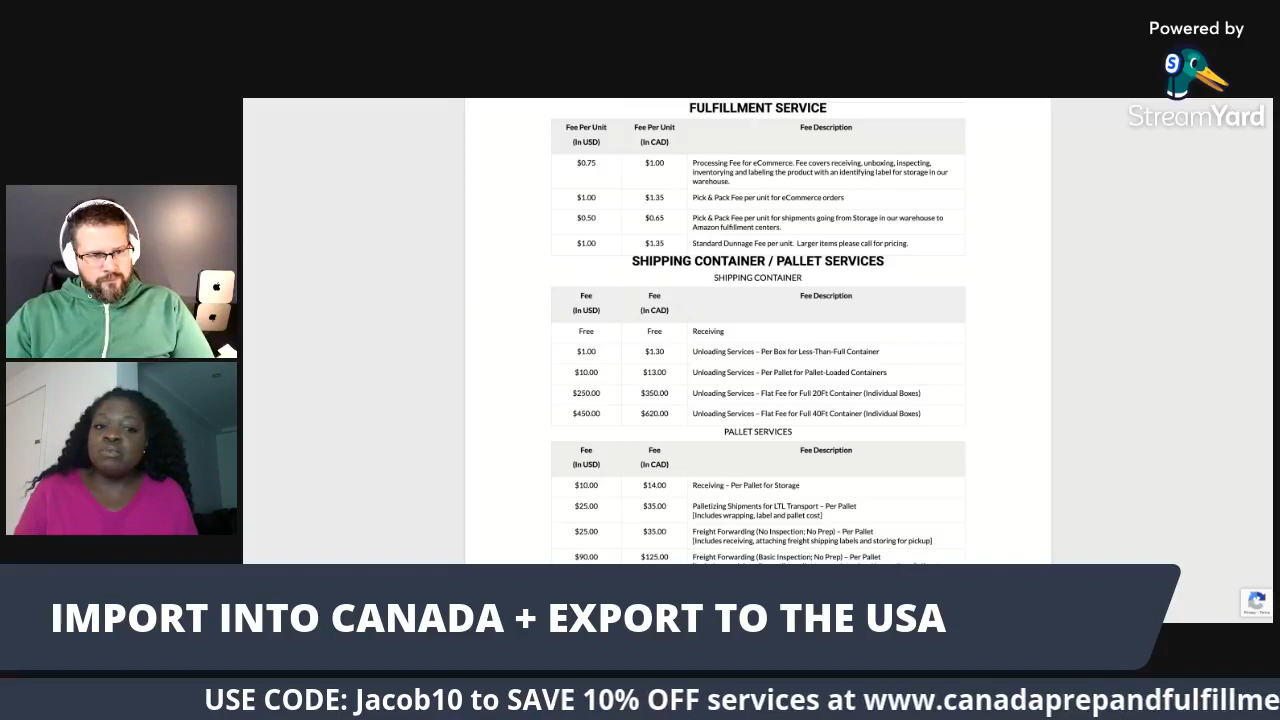 Powered by
StreamYard
FULFILLMENT SERVICE
Fee Per Unit Fee Per Unit Fee Description
(In USD) (In CAD)
$0.75 $1.00 Processing Fee for eCommerce. Fee covers receiving, unboxing, inspecting,
inventorying and labeling the product with an identifying label for storage in our
warehouse.
$1.00 $1.35 Pick & Pack Fee per unit for eCommerce orders
$0.50 $0.65 Pick & Pack Fee per unit for shipments going from Storage in our warehouse to
Amazon fulfillment centers.
$1.00 $1.35 Standard Dunnage Fee per unit. Larger items please call for pricing.
SHIPPING CONTAINER / PALLET SERVICES
SHIPPING CONTAINER
Fee Fee Fee Description
(In USD) (In CAD)
Free Free Receiving
$1.00 $1.30 Unloading Services – Per Box for Less-Than-Full Container
$10.00 $13.00 Unloading Services – Per Pallet for Pallet-Loaded Containers
$250.00 $350.00 Unloading Services – Flat Fee for Full 20Ft Container (Individual Boxes)
$450.00 $620.00 Unloading Services – Flat Fee for Full 40Ft Container (Individual Boxes)
PALLET SERVICES
Fee Fee Fee Description
(In USD) (In CAD)
$10.00 $14.00 Receiving – Per Pallet for Storage
$25.00 $35.00 Palletizing Shipments for LTL Transport – Per Pallet
[Includes wrapping, label and pallet cost]
$25.00 $35.00 Freight Forwarding (No Inspection; No Prep) – Per Pallet
[Includes receiving, attaching freight shipping labels and storing for pickup]
$90.00 $125.00 Freight Forwarding (Basic Inspection; No Prep) – Per Pallet
Privacy - Terms
IMPORT INTO CANADA + EXPORT TO THE USA
USE CODE: Jacob10 to SAVE 10% OFF services at www.canadaprepandfulfillme